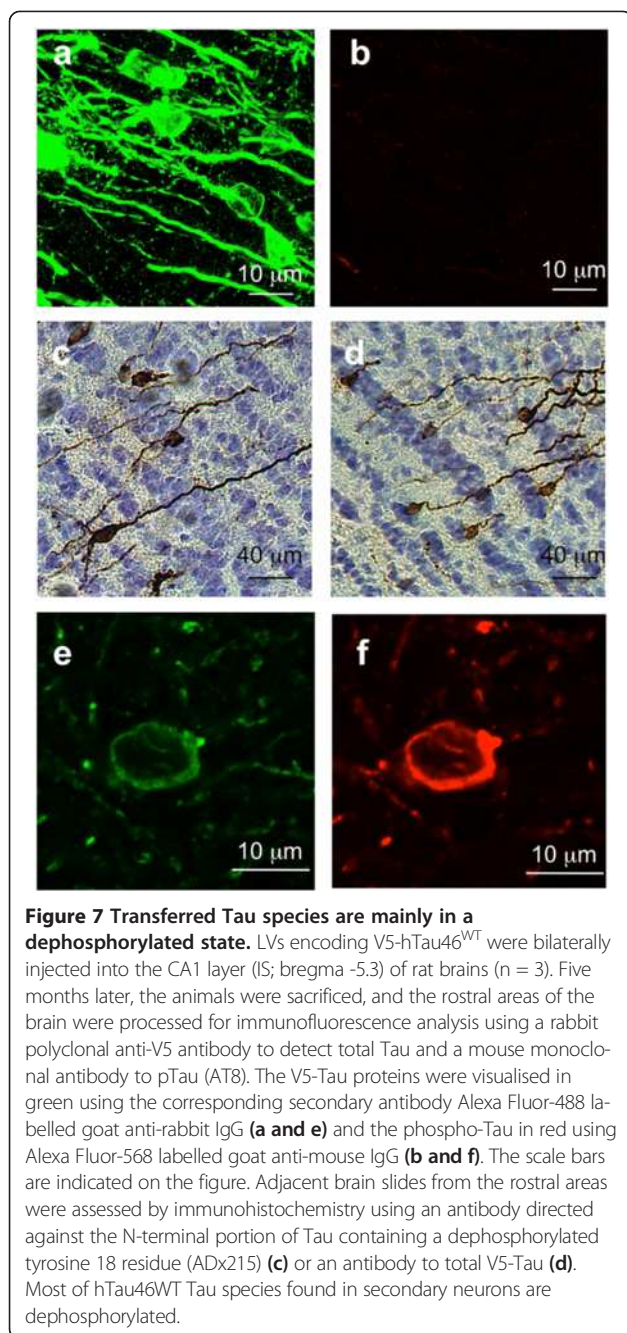 a
b
10 µm
10 µm
c
d
40 µm
40 µm
e
f
10 µm
10 µm
Figure 7 Transferred Tau species are mainly in a
dephosphorylated state. LVs encoding V5-hTau46WT were bilaterally
injected into the CA1 layer (IS; bregma -5.3) of rat brains (n = 3). Five
months later, the animals were sacrificed, and the rostral areas of the
brain were processed for immunofluorescence analysis using a rabbit
polyclonal anti-V5 antibody to detect total Tau and a mouse monoclo-
nal antibody to pTau (AT8). The V5-Tau proteins were visualised in
green using the corresponding secondary antibody Alexa Fluor-488 la-
belled goat anti-rabbit IgG (a and e) and the phospho-Tau in red using
Alexa Fluor-568 labelled goat anti-mouse IgG (b and f). The scale bars
are indicated on the figure. Adjacent brain slides from the rostral areas
were assessed by immunohistochemistry using an antibody directed
against the N-terminal portion of Tau containing a dephosphorylated
tyrosine 18 residue (ADx215) (c) or an antibody to total V5-Tau (d).
Most of hTau46WT Tau species found in secondary neurons are
dephosphorylated.